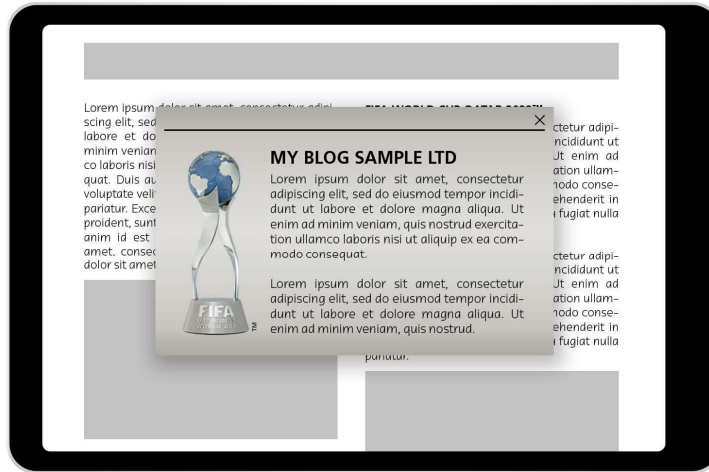 Lorem ipsum dolor sit amet, consectetur adipi-
scing elit, sed
labore et do
minim veniam
co laboris nisi
quat. Duis au
voluptate veli
pariatur. Exce
proident, sunt
anim id est
amet, consec
dolor sit amet
FIFA WORLD CUP QATAR 2022™
ctetur adipi-
ncididunt ut
Ut enim ad
ation ullam-
modo conse-
ehenderit in
fugiat nulla
ctetur adipi-
ncididunt ut
Ut enim ad
ation ullam-
modo conse-
ehenderit in
fugiat nulla
pariatur.
MY BLOG SAMPLE LTD
Lorem ipsum dolor sit amet, consectetur
adipiscing elit, sed do eiusmod tempor incidi-
dunt ut labore et dolore magna aliqua. Ut
enim ad minim veniam, quis nostrud exercita-
tion ullamco laboris nisi ut aliquip ex ea com-
modo consequat.
Lorem ipsum dolor sit amet, consectetur
adipiscing elit, sed do eiusmod tempor incidi-
dunt ut labore et dolore magna aliqua. Ut
enim ad minim veniam, quis nostrud.
FIFA
WORLD CUP
™